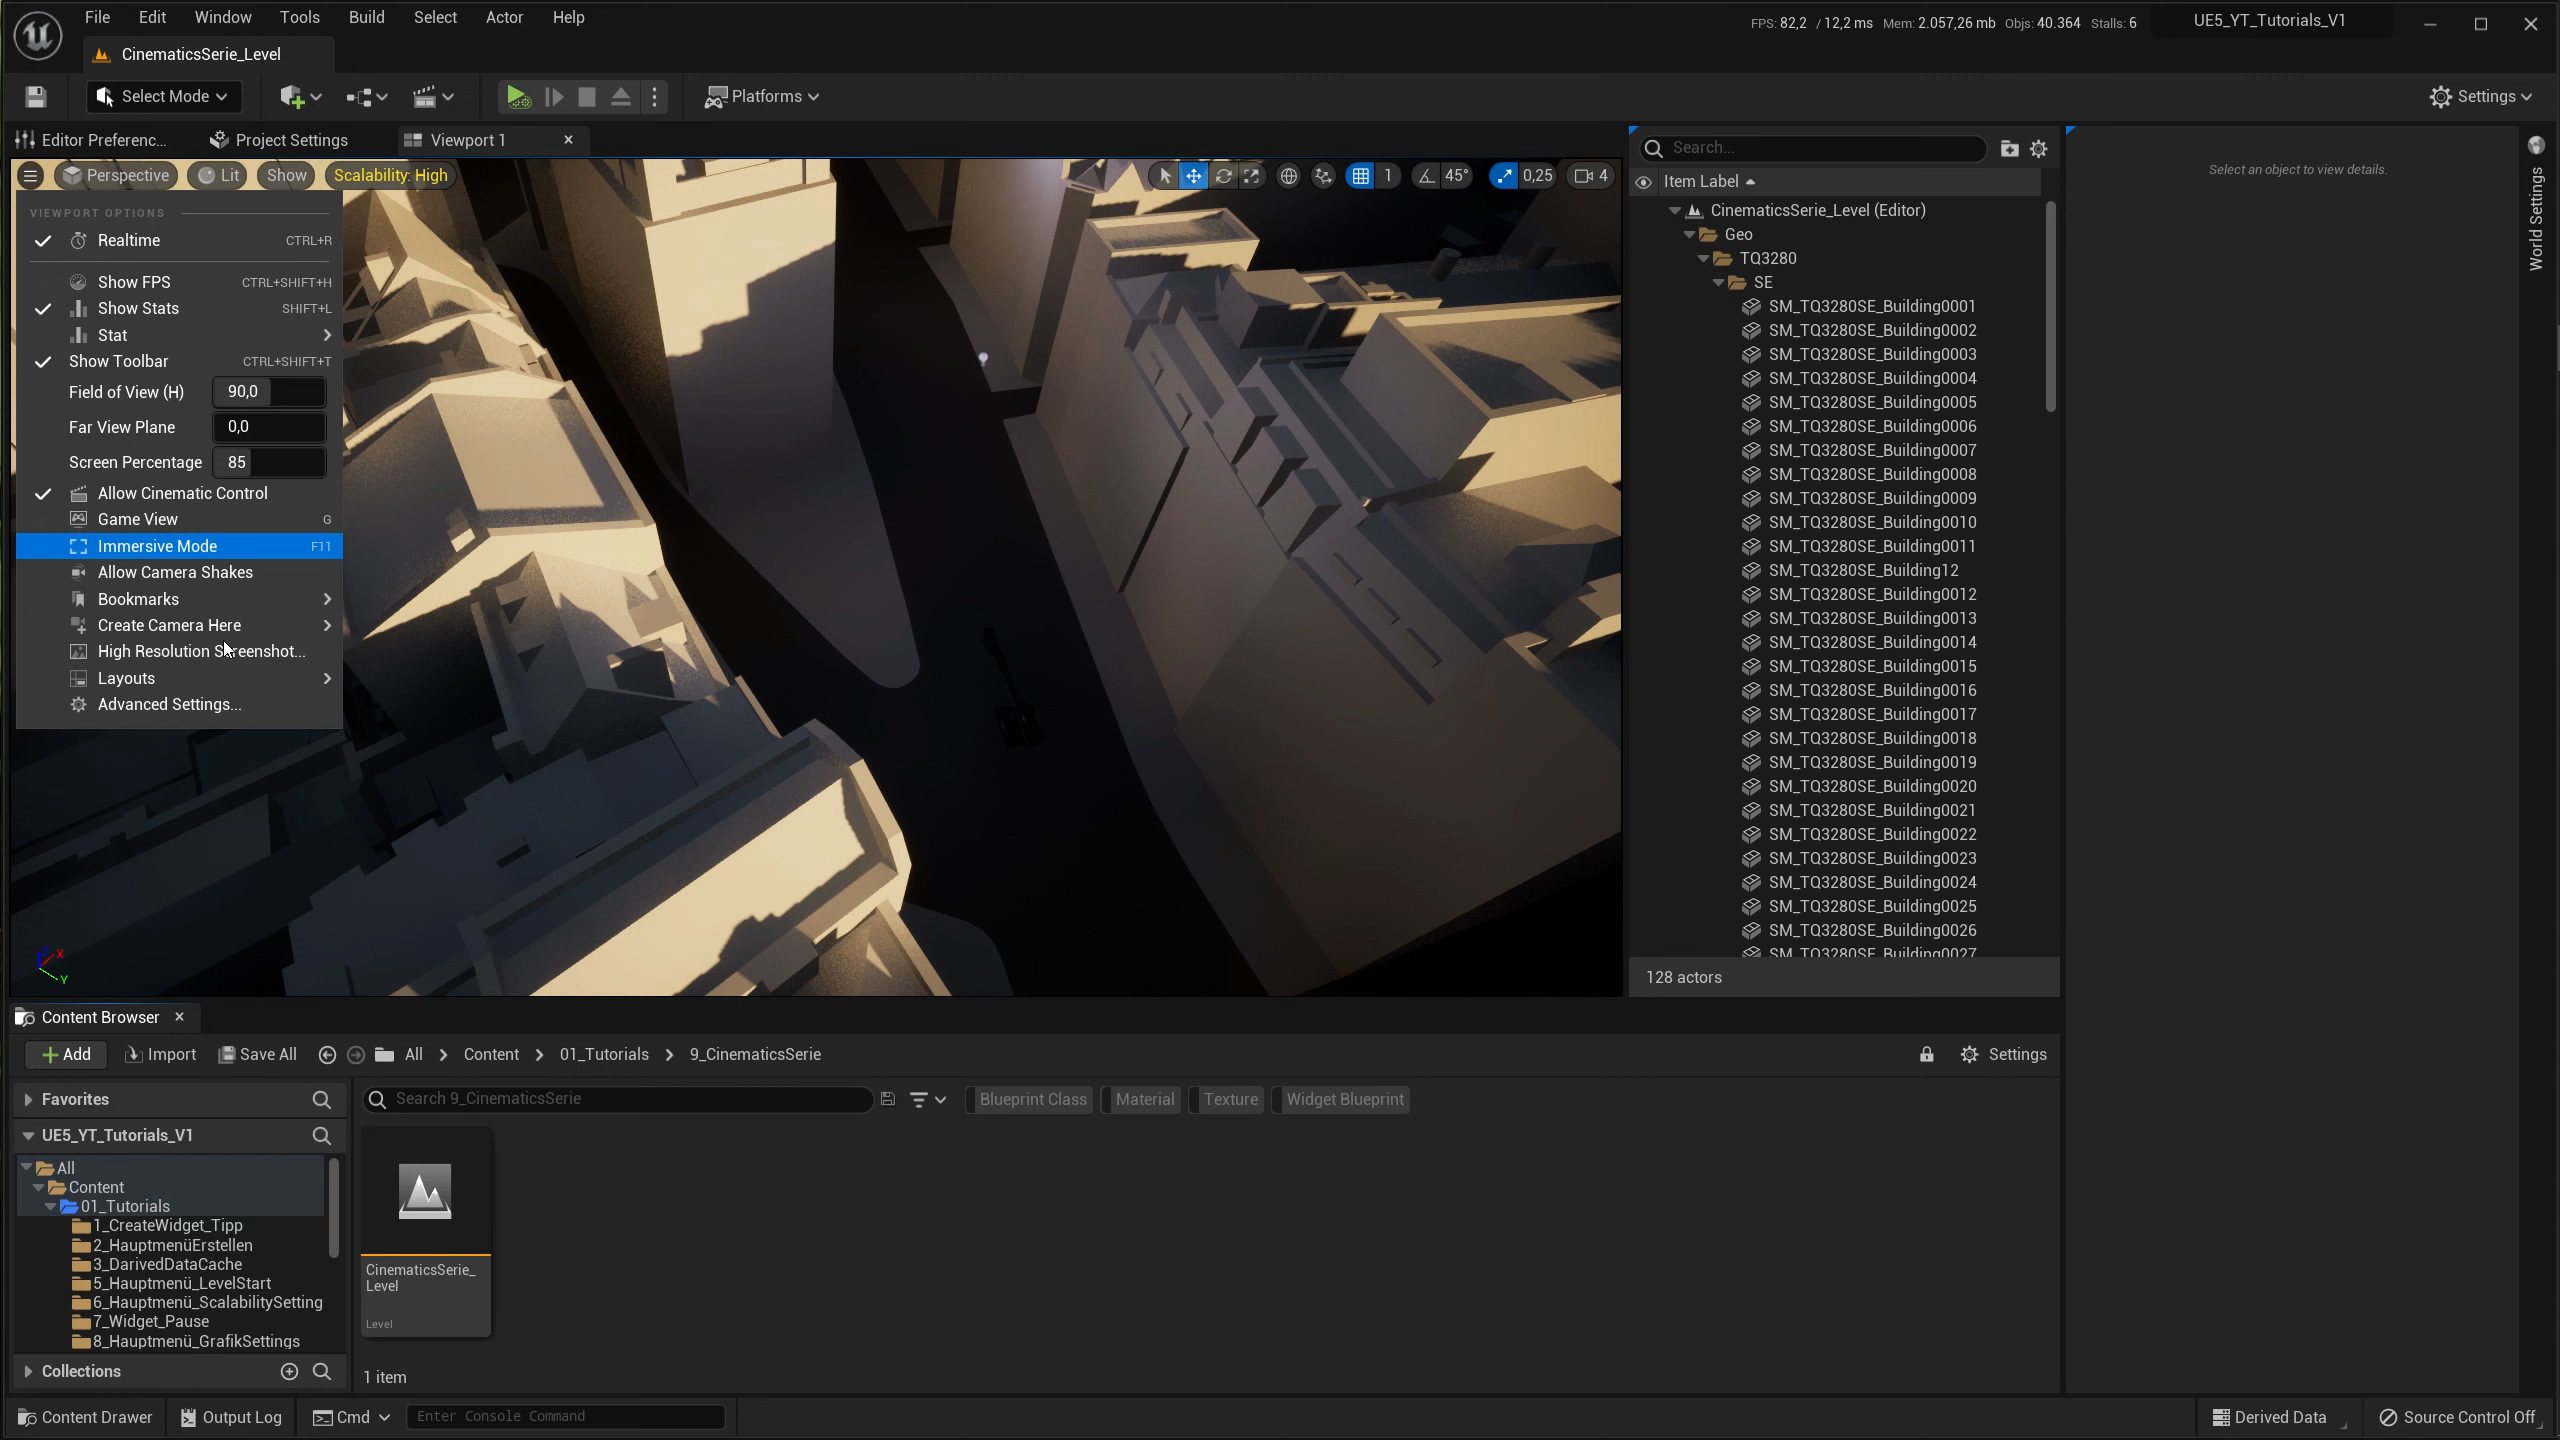 File Edit Window Tools Build Select Actor Help
FPS: 82,2 / 12,2 ms Mem: 2.057,26 mb Objs: 40.364 Stalls: 6
UE5_YT_Tutorials_V1
CinematicsSerie_Level
Select Mode
Platforms
Settings
Editor Preferenc...
Project Settings
Viewport 1
Perspective
Lit
Show
Scalability: High
1
45°
0,25
4
VIEWPORT OPTIONS
Realtime CTRL+R
Show FPS CTRL+SHIFT+H
Show Stats SHIFT+L
Stat
Show Toolbar CTRL+SHIFT+T
Field of View (H) 90,0
Far View Plane 0,0
Screen Percentage 85
Allow Cinematic Control
Game View G
Immersive Mode F11
Allow Camera Shakes
Bookmarks
Create Camera Here
High Resolution Screenshot...
Layouts
Advanced Settings...
X
Y
Search...
Item Label
CinematicsSerie_Level (Editor)
Geo
TQ3280
SE
SM_TQ3280SE_Building0001
SM_TQ3280SE_Building0002
SM_TQ3280SE_Building0003
SM_TQ3280SE_Building0004
SM_TQ3280SE_Building0005
SM_TQ3280SE_Building0006
SM_TQ3280SE_Building0007
SM_TQ3280SE_Building0008
SM_TQ3280SE_Building0009
SM_TQ3280SE_Building0010
SM_TQ3280SE_Building0011
SM_TQ3280SE_Building12
SM_TQ3280SE_Building0012
SM_TQ3280SE_Building0013
SM_TQ3280SE_Building0014
SM_TQ3280SE_Building0015
SM_TQ3280SE_Building0016
SM_TQ3280SE_Building0017
SM_TQ3280SE_Building0018
SM_TQ3280SE_Building0019
SM_TQ3280SE_Building0020
SM_TQ3280SE_Building0021
SM_TQ3280SE_Building0022
SM_TQ3280SE_Building0023
SM_TQ3280SE_Building0024
SM_TQ3280SE_Building0025
SM_TQ3280SE_Building0026
SM_TQ3280SE_Building0027
128 actors
Select an object to view details.
World Settings
Content Browser
Add
Import
Save All
All
Content
01_Tutorials
9_CinematicsSerie
Settings
Favorites
UE5_YT_Tutorials_V1
All
Content
01_Tutorials
1_CreateWidget_Tipp
2_HauptmenüErstellen
3_DarivedDataCache
5_Hauptmenü_LevelStart
6_Hauptmenü_ScalabilitySetting
7_Widget_Pause
8_Hauptmenü_GrafikSettings
Collections
Search 9_CinematicsSerie
Blueprint Class
Material
Texture
Widget Blueprint
CinematicsSerie_
Level
Level
1 item
Content Drawer
Output Log
Cmd
Enter Console Command
Derived Data
Source Control Off